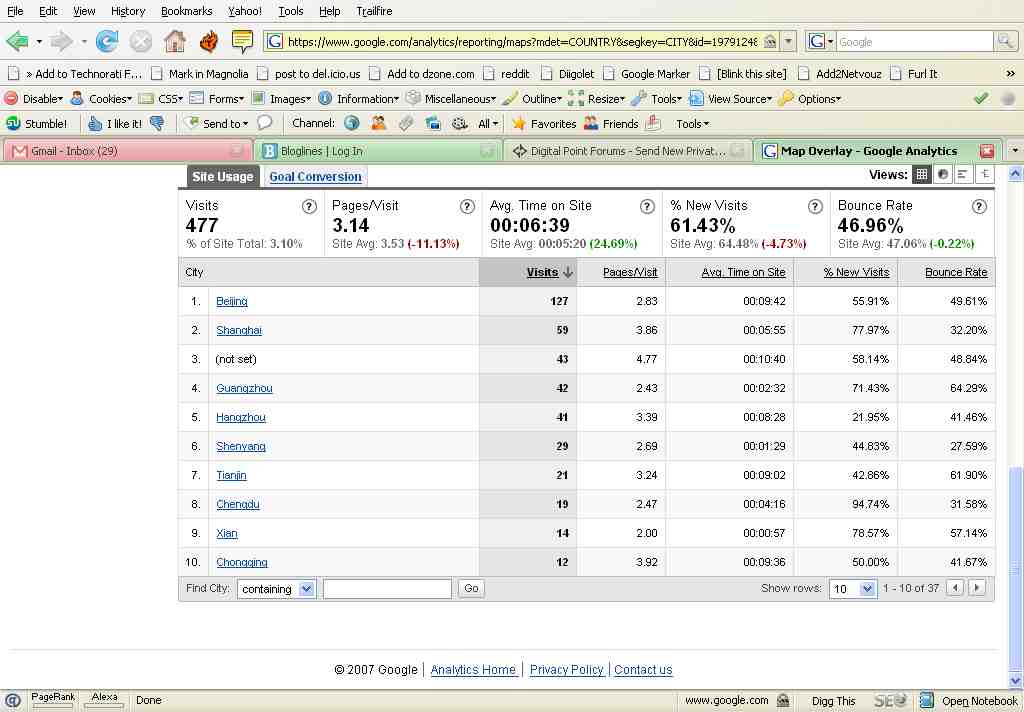 File Edit View History Bookmarks Yahoo! Tools Help Trailfire
https://www.google.com/analytics/reporting/maps?mdet=COUNTRY&segkey=CITY&id=1979124 Google
» Add to Technorati F... Mark in Magnolia post to del.icio.us Add to dzone.com reddit Diigolet Google Marker [Blink this site] Add2Netvouz Furl It »
Disable Cookies CSS Forms Images Information Miscellaneous Outline Resize Tools View Source Options
Stumble! I like it! Send to Channel: All Favorites Friends Tools
Gmail - Inbox (29) Bloglines | Log In Digital Point Forums - Send New Privat... Map Overlay - Google Analytics
Site Usage Goal Conversion Views:
Visits Pages/Visit Avg. Time on Site % New Visits Bounce Rate
477 3.14 00:06:39 61.43% 46.96%
% of Site Total: 3.10% Site Avg: 3.53 (-11.13%) Site Avg: 00:05:20 (24.69%) Site Avg: 64.48% (-4.73%) Site Avg: 47.06% (-0.22%)
City Visits Pages/Visit Avg. Time on Site % New Visits Bounce Rate
1. Beijing 127 2.83 00:09:42 55.91% 49.61%
2. Shanghai 59 3.86 00:05:55 77.97% 32.20%
3. (not set) 43 4.77 00:10:40 58.14% 48.84%
4. Guangzhou 42 2.43 00:02:32 71.43% 64.29%
5. Hangzhou 41 3.39 00:08:28 21.95% 41.46%
6. Shenyang 29 2.69 00:01:29 44.83% 27.59%
7. Tianjin 21 3.24 00:09:02 42.86% 61.90%
8. Chengdu 19 2.47 00:04:16 94.74% 31.58%
9. Xian 14 2.00 00:00:57 78.57% 57.14%
10. Chongqing 12 3.92 00:09:36 50.00% 41.67%
Find City: containing Go Show rows: 10 1 - 10 of 37
© 2007 Google | Analytics Home | Privacy Policy | Contact us
PageRank Alexa Done www.google.com Digg This SEO Open Notebook